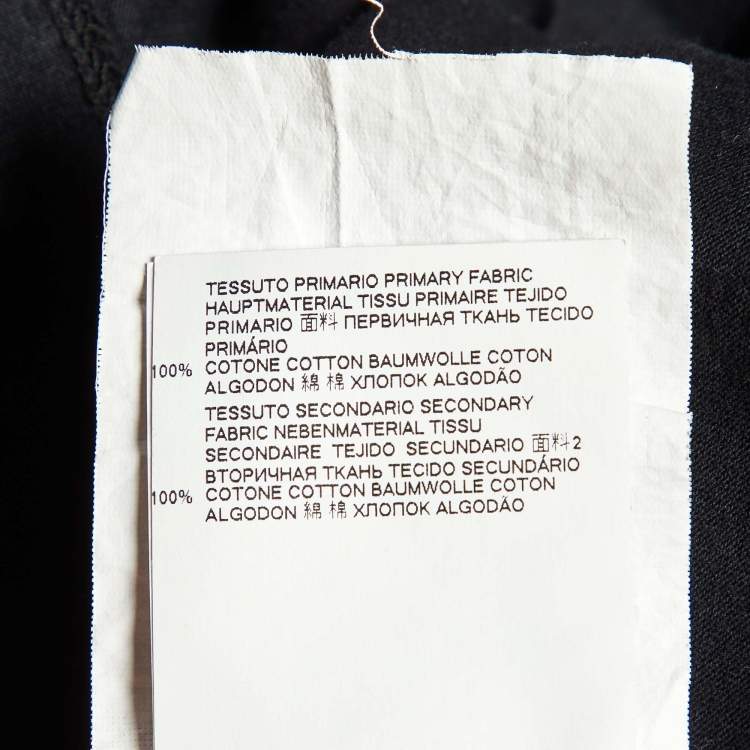 TESSUTO PRIMARIO PRIMARY FABRIC
HAUPTMATERIAL TISSU PRIMAIRE TEJIDO
PRIMARIO 面料 ПЕРВИЧНАЯ ТКАНЬ TECIDO
PRIMÁRIO
100% COTONE COTTON BAUMWOLLE COTON
ALGODON 綿 棉 ХЛОПОК ALGODÃO
TESSUTO SECONDARIO SECONDARY
FABRIC NEBENMATERIAL TISSU
SECONDAIRE TEJIDO SECUNDARIO 面料2
ВТОРИЧНАЯ ТКАНЬ TECIDO SECUNDÁRIO
100% COTONE COTTON BAUMWOLLE COTON
ALGODON 綿 棉 ХЛОПОК ALGODÃO